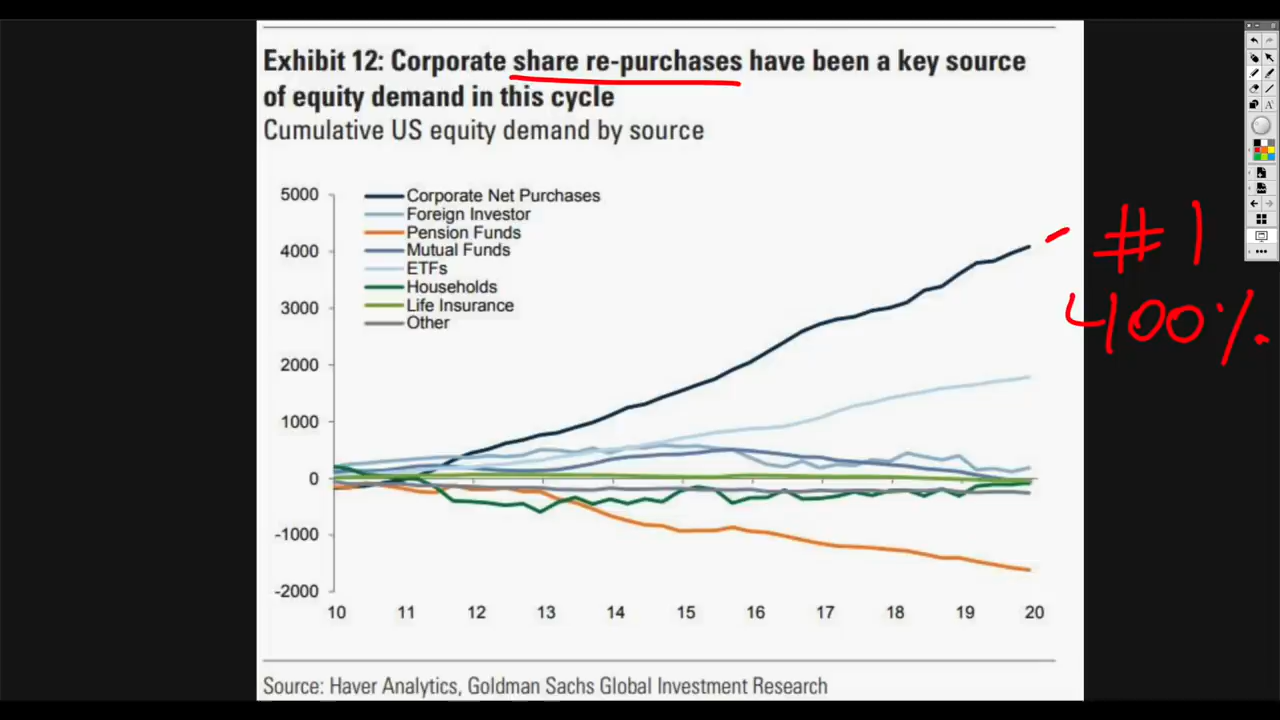 Exhibit 12: Corporate share re-purchases have been a key source
of equity demand in this cycle
Cumulative US equity demand by source
5000
4000
3000
2000
1000
0
-1000
-2000
Corporate Net Purchases
Foreign Investor
Pension Funds
Mutual Funds
ETFs
Households
Life Insurance
Other
#1
400%
10 11 12 13 14 15 16 17 18 19 20
Source: Haver Analytics, Goldman Sachs Global Investment Research
A